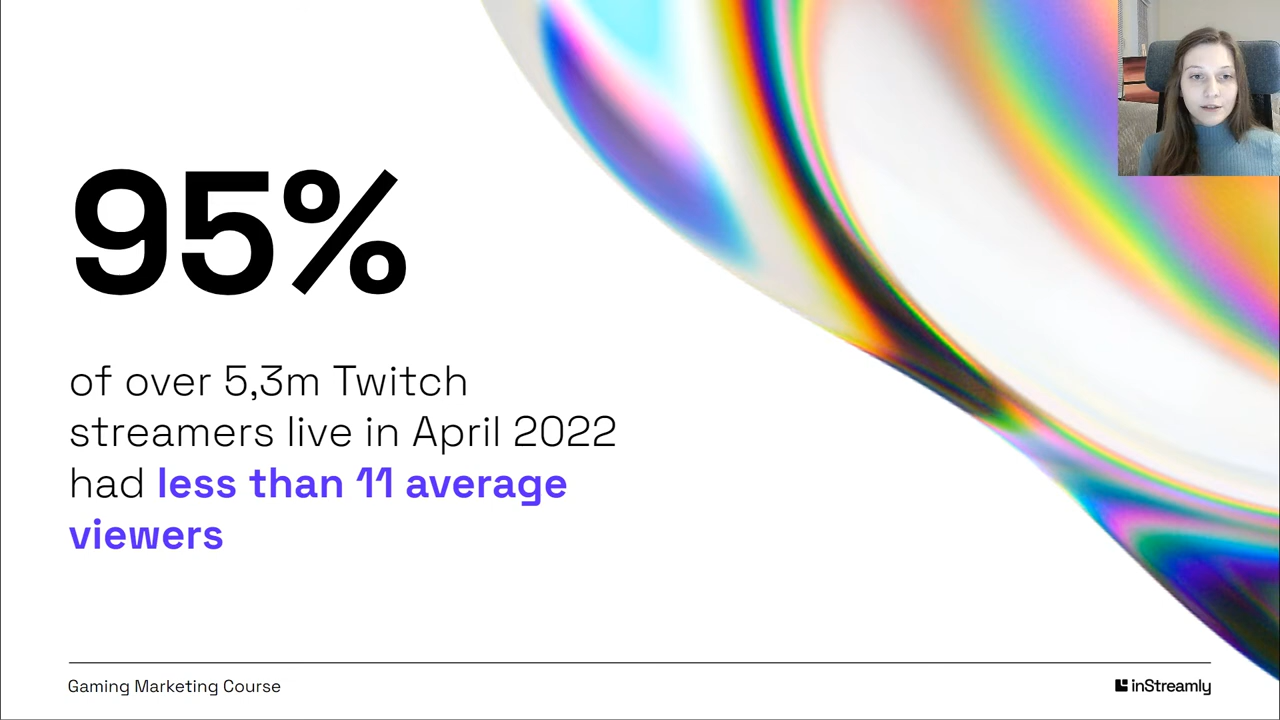 95%
of over 5,3m Twitch
streamers live in April 2022
had less than 11 average
viewers
Gaming Marketing Course
inStreamly